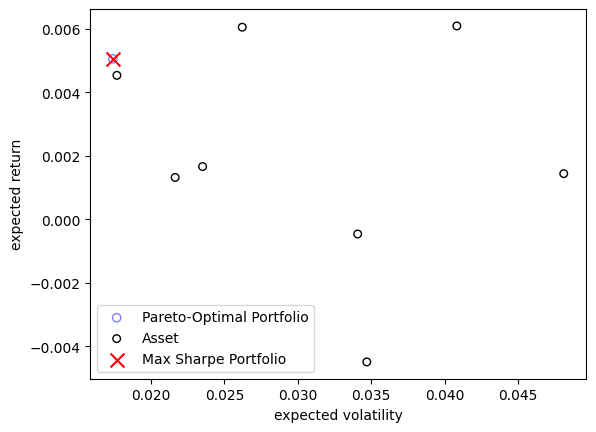 0.006
0.004
0.002
0.000
−0.002
−0.004
expected return
Pareto-Optimal Portfolio
Asset
Max Sharpe Portfolio
0.020 0.025 0.030 0.035 0.040 0.045
expected volatility